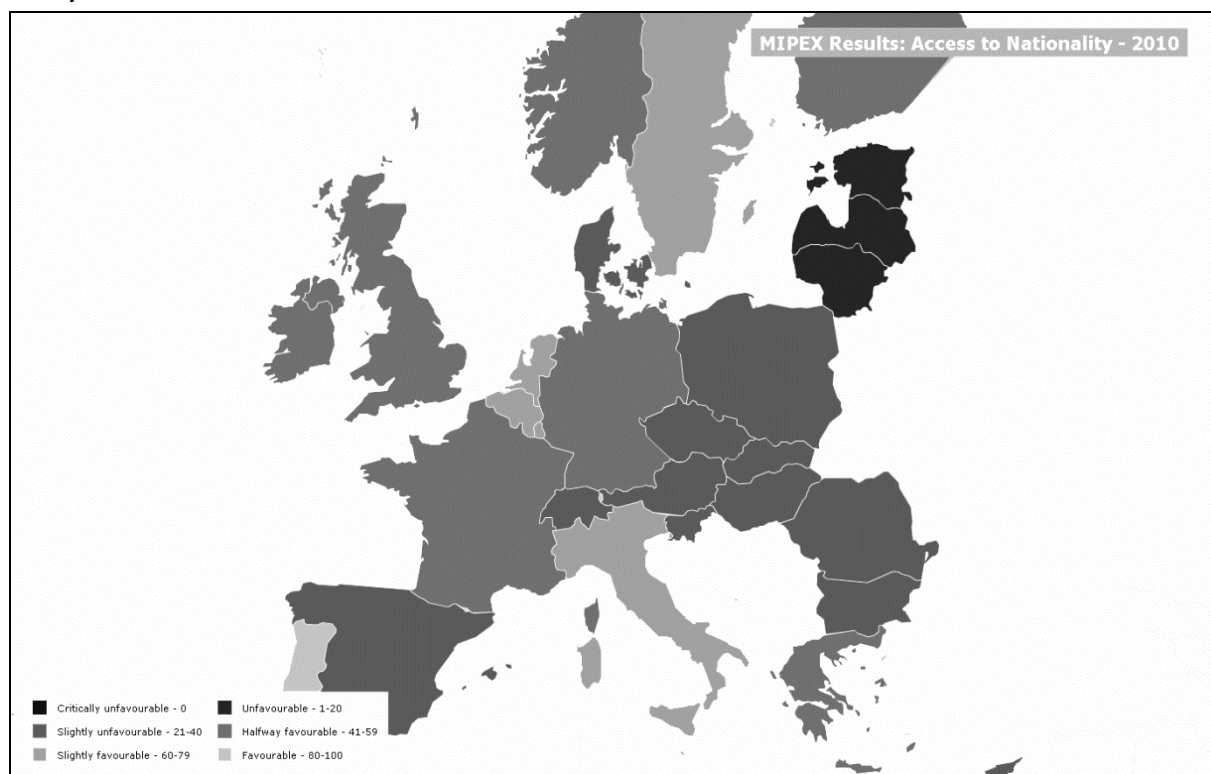 MIPEX Results: Access to Nationality - 2010
Critically unfavourable - 0
Unfavourable - 1-20
Slightly unfavourable - 21-40
Halfway favourable - 41-59
Slightly favourable - 60-79
Favourable - 80-100